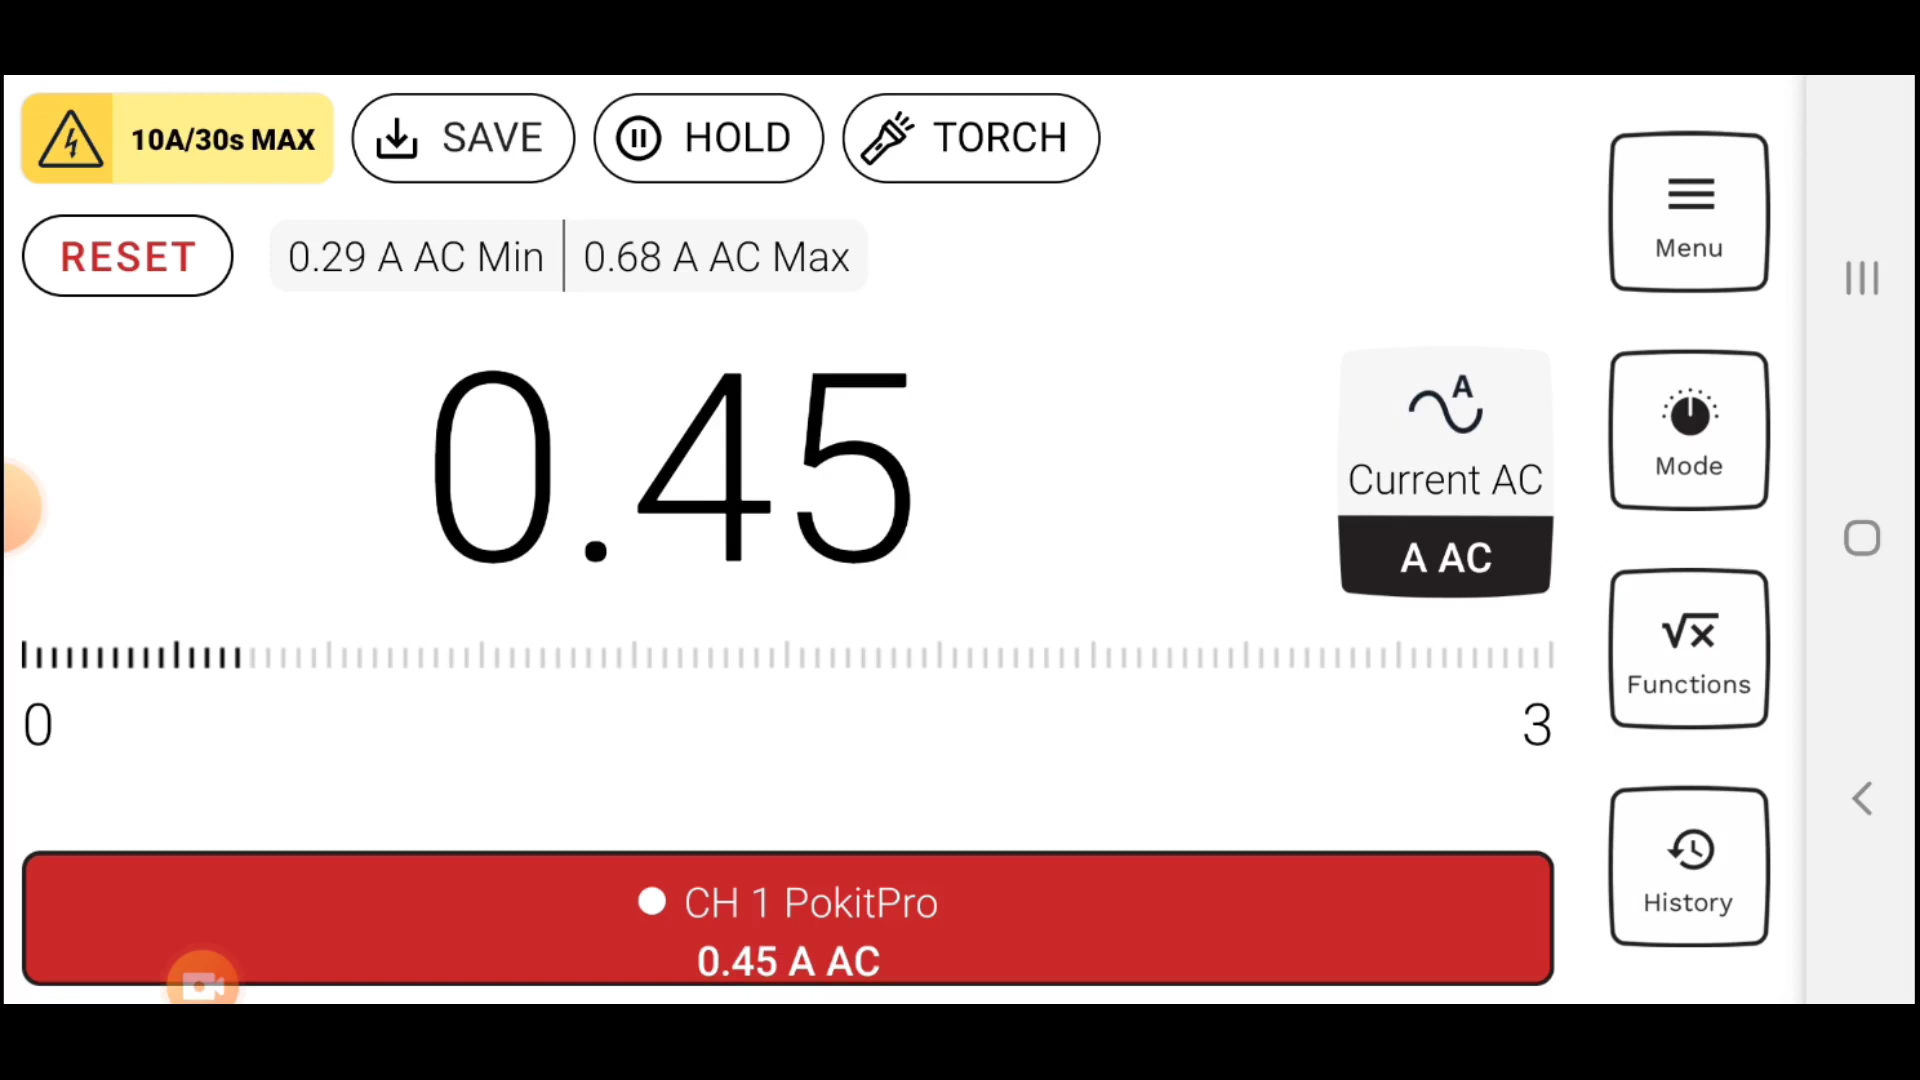 10A/30s MAX SAVE HOLD TORCH
RESET 0.29 A AC Min 0.68 A AC Max
Menu
0.45
A
Current AC
A AC
Mode
√x
Functions
0 3
CH 1 PokitPro
0.45 A AC
History